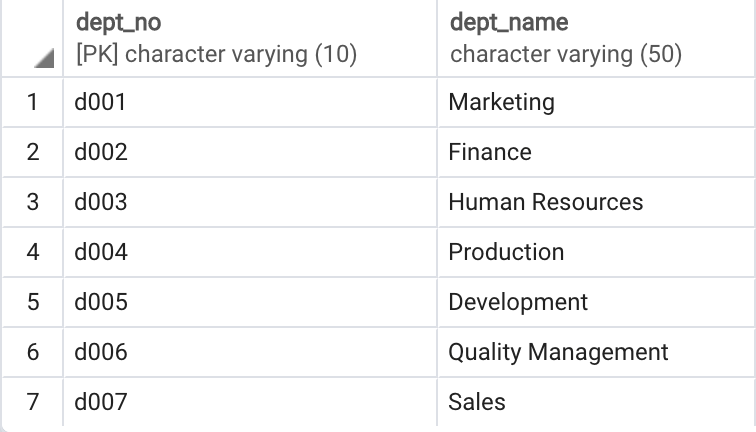 dept_no dept_name
[PK] character varying (10) character varying (50)
1 d001 Marketing
2 d002 Finance
3 d003 Human Resources
4 d004 Production
5 d005 Development
6 d006 Quality Management
7 d007 Sales